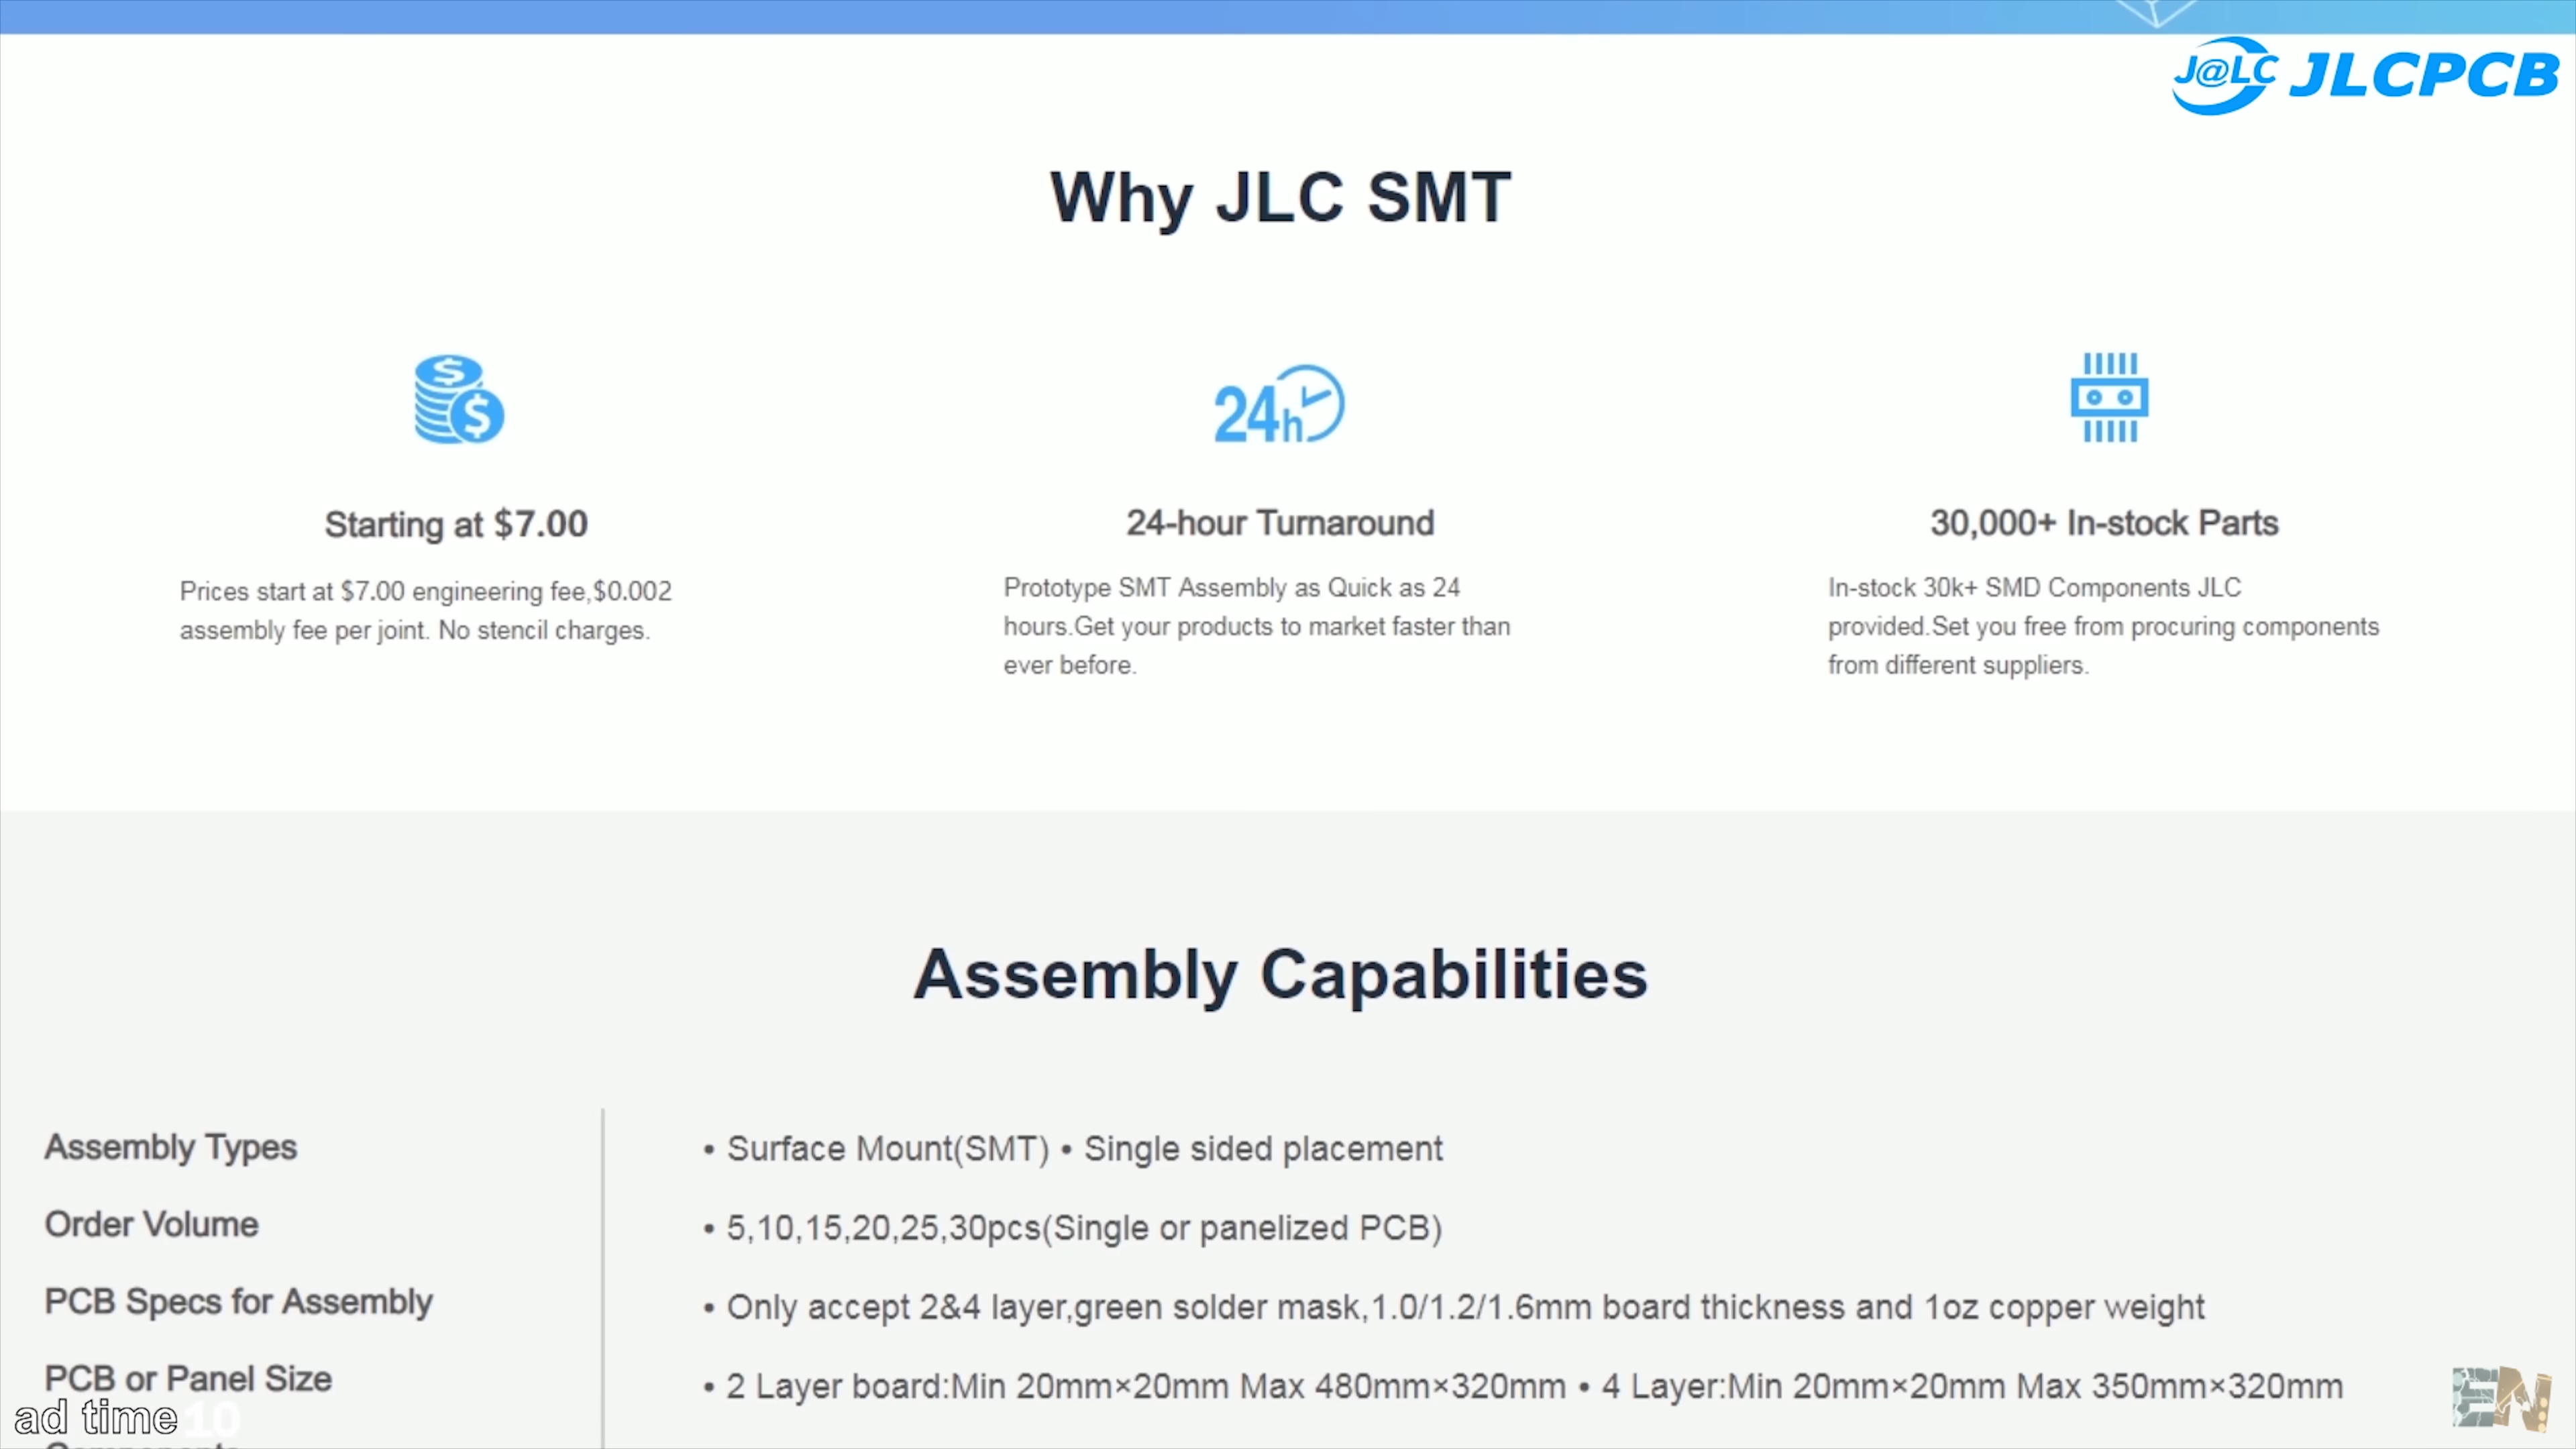 J@LC JLCPCB
Why JLC SMT
24h
Starting at $7.00
Prices start at $7.00 engineering fee,$0.002
assembly fee per joint. No stencil charges.
24-hour Turnaround
Prototype SMT Assembly as Quick as 24
hours.Get your products to market faster than
ever before.
30,000+ In-stock Parts
In-stock 30k+ SMD Components JLC
provided.Set you free from procuring components
from different suppliers.
Assembly Capabilities
Assembly Types
• Surface Mount(SMT) • Single sided placement
Order Volume
• 5,10,15,20,25,30pcs(Single or panelized PCB)
PCB Specs for Assembly
• Only accept 2&4 layer,green solder mask,1.0/1.2/1.6mm board thickness and 1oz copper weight
PCB or Panel Size
• 2 Layer board:Min 20mm×20mm Max 480mm×320mm • 4 Layer:Min 20mm×20mm Max 350mm×320mm
ad time 10
EN